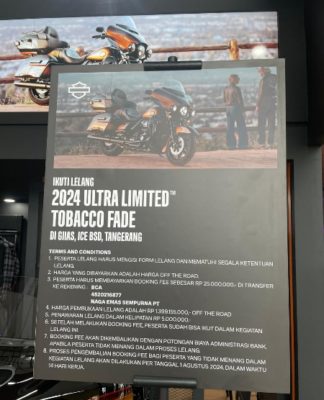 IKUTI LELANG
2024 ULTRA LIMITED™
TOBACCO FADE
DI GIIAS, ICE BSD, TANGERANG
TERMS AND CONDITIONS
1. PESERTA LELANG HARUS MENGISI FORM LELANG DAN MEMATUHI SEGALA KETENTUAN
LELANG.
2. HARGA YANG DIBAYARKAN ADALAH HARGA OFF THE ROAD.
3. PESERTA HARUS MEMBAYARKAN BOOKING FEE SEBESAR RP 25.000.000,- DI TRANSFER
KE REKENING : BCA
NAGA EMAS SEMPURNA PT
4. HARGA PEMBUKAAN LELANG ADALAH RP OFF THE ROAD
5. PENAWARAN LELANG DALAM KELIPATAN RP 5.000.000,-
6. SETELAH MELAKUKAN BOOKING FEE, PESERTA SUDAH BISA IKUT DALAM KEGIATAN
LELANG INI.
7. BOOKING FEE AKAN DIKEMBALIKAN DENGAN POTONGAN BIAYA ADMINISTRASI BANK,
APABILA PESERTA TIDAK MENANG DALAM PROSES LELANG.
8. PROSES PENGEMBALIAN BOOKING FEE BAGI PESERTA YANG TIDAK MENANG DALAM
KEGIATAN LELANG AKAN DILAKUKAN PER TANGGAL 1 AGUSTUS 2024, DALAM WAKTU
14 HARI KERJA.